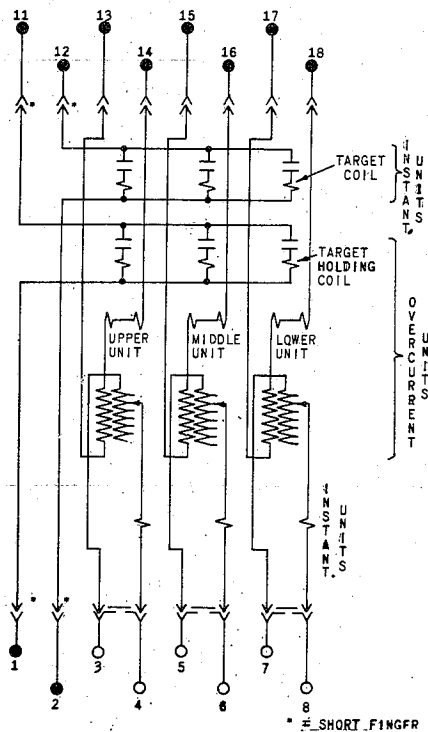 11 13 15 17
12 14 16 18
* *
TARGET COIL
INSTANT. UNITS
TARGET HOLDING COIL
UPPER UNIT
MIDDLE UNIT
LOWER UNIT
OVERCURRENT UNITS
INSTANT. UNITS
* *
1 3 5 7
2 4 6 8
* = SHORT FINGER